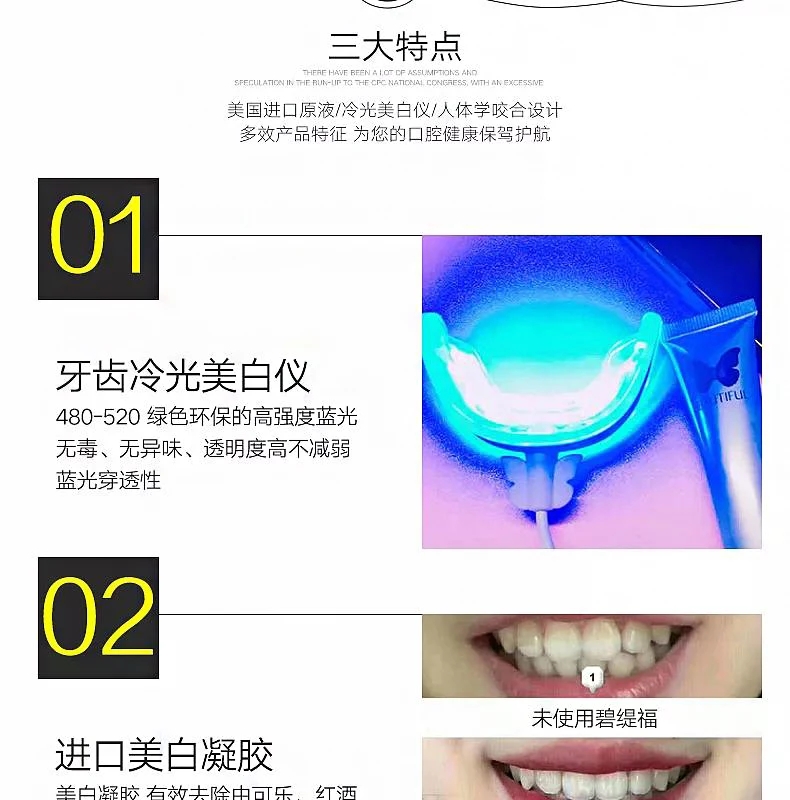 三大特点
THERE HAVE BEEN A LOT OF ASSUMPTIONS AND
SPECULATION IN THE RUN-UP TO THE CPC NATIONAL CONGRESS, WITH AN EXCESSIVE
美国进口原液/冷光美白仪/人体学咬合设计
多效产品特征 为您的口腔健康保驾护航
01
牙齿冷光美白仪
480-520 绿色环保的高强度蓝光
无毒、无异味、透明度高不减弱
蓝光穿透性
TIFUL
02
1
未使用碧缇福
进口美白凝胶
美白凝胶 有效去除由可乐、红酒